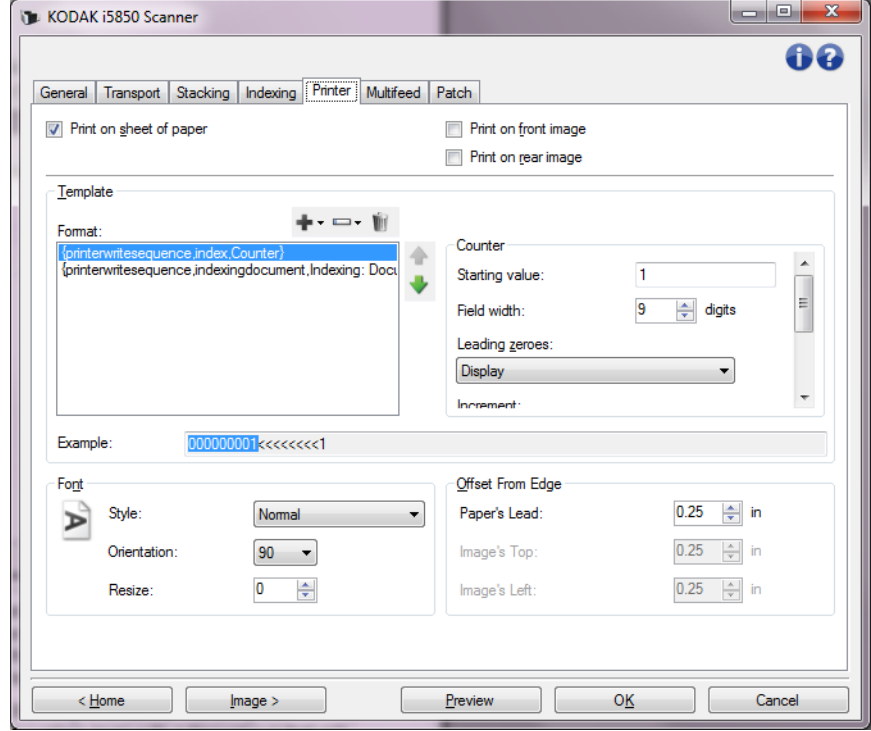 KODAK i5850 Scanner
General Transport Stacking Indexing Printer Multifeed Patch
Print on sheet of paper
Print on front image
Print on rear image
Template
Format:
{printerwritesequence,index,Counter}
{printerwritesequence,indexingdocument,Indexing: Docu
Counter
Starting value: 1
Field width: 9 digits
Leading zeroes:
Display
Increment:
Example: 000000001<<<<<<<<1
Font
Style: Normal
Orientation: 90
Resize: 0
Offset From Edge
Paper's Lead: 0.25 in
Image's Top: 0.25 in
Image's Left: 0.25 in
< Home Image > Preview OK Cancel